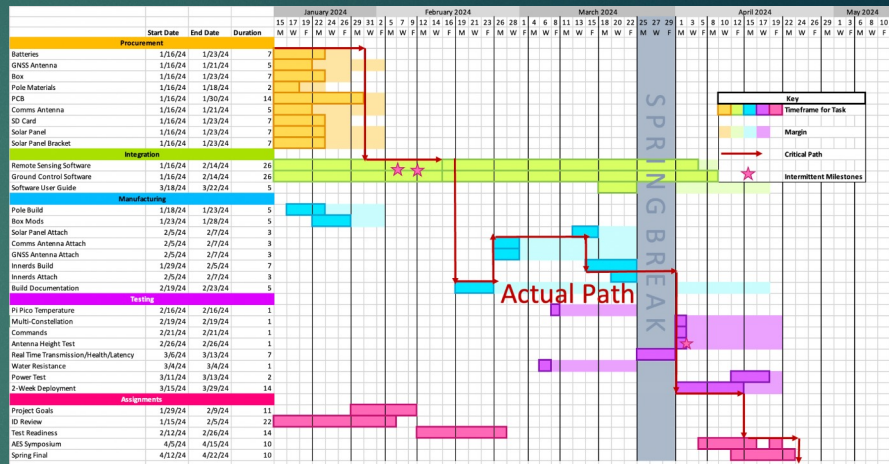 January 2024 February 2024 March 2024 April 2024 May 2024
15 17 19 22 24 26 29 31 2 5 7 9 12 14 16 19 21 23 26 28 1 4 6 8 11 13 15 18 20 22 25 27 29 1 3 5 8 10 12 15 17 19 22 24 26 29 1 3 6 8 10
Start Date End Date Duration M W F M W F M W F M W F M W F M W F M W F M W F M W F M W F M W F M W F M W F M W F M W F M W F M W F
Procurement
Batteries 1/16/24 1/23/24 7
GNSS Antenna 1/16/24 1/21/24 5
Box 1/16/24 1/23/24 7
Pole Materials 1/16/24 1/18/24 2
PCB 1/16/24 1/30/24 14
Comms Antenna 1/16/24 1/21/24 5
SD Card 1/16/24 1/23/24 7
Solar Panel 1/16/24 1/23/24 7
Solar Panel Bracket 1/16/24 1/23/24 7
Integration
Remote Sensing Software 1/16/24 2/14/24 26
Ground Control Software 1/16/24 2/14/24 26
Software User Guide 3/18/24 3/22/24 5
Manufacturing
Pole Build 1/18/24 1/23/24 5
Box Mods 1/23/24 1/28/24 5
Solar Panel Attach 2/5/24 2/7/24 3
Comms Antenna Attach 2/5/24 2/7/24 3
GNSS Antenna Attach 2/5/24 2/7/24 3
Innerds Build 1/29/24 2/5/24 7
Innerds Attach 2/5/24 2/7/24 3
Build Documentation 2/19/24 2/23/24 5
Testing
Pi Pico Temperature 2/16/24 2/16/24 1
Multi-Constellation 2/19/24 2/19/24 1
Commands 2/21/24 2/21/24 1
Antenna Height Test 2/26/24 2/26/24 1
Real Time Transmission/Health/Latency 3/6/24 3/13/24 7
Water Resistance 3/4/24 3/4/24 1
Power Test 3/11/24 3/13/24 2
2-Week Deployment 3/15/24 3/29/24 14
Assignments
Project Goals 1/29/24 2/9/24 11
ID Review 1/15/24 2/5/24 22
Test Readiness 2/12/24 2/26/24 14
AES Symposium 4/5/24 4/15/24 10
Spring Final 4/12/24 4/22/24 10
SPRING BREAK
Actual Path
Key
Timeframe for Task
Margin
Critical Path
Intermittent Milestones